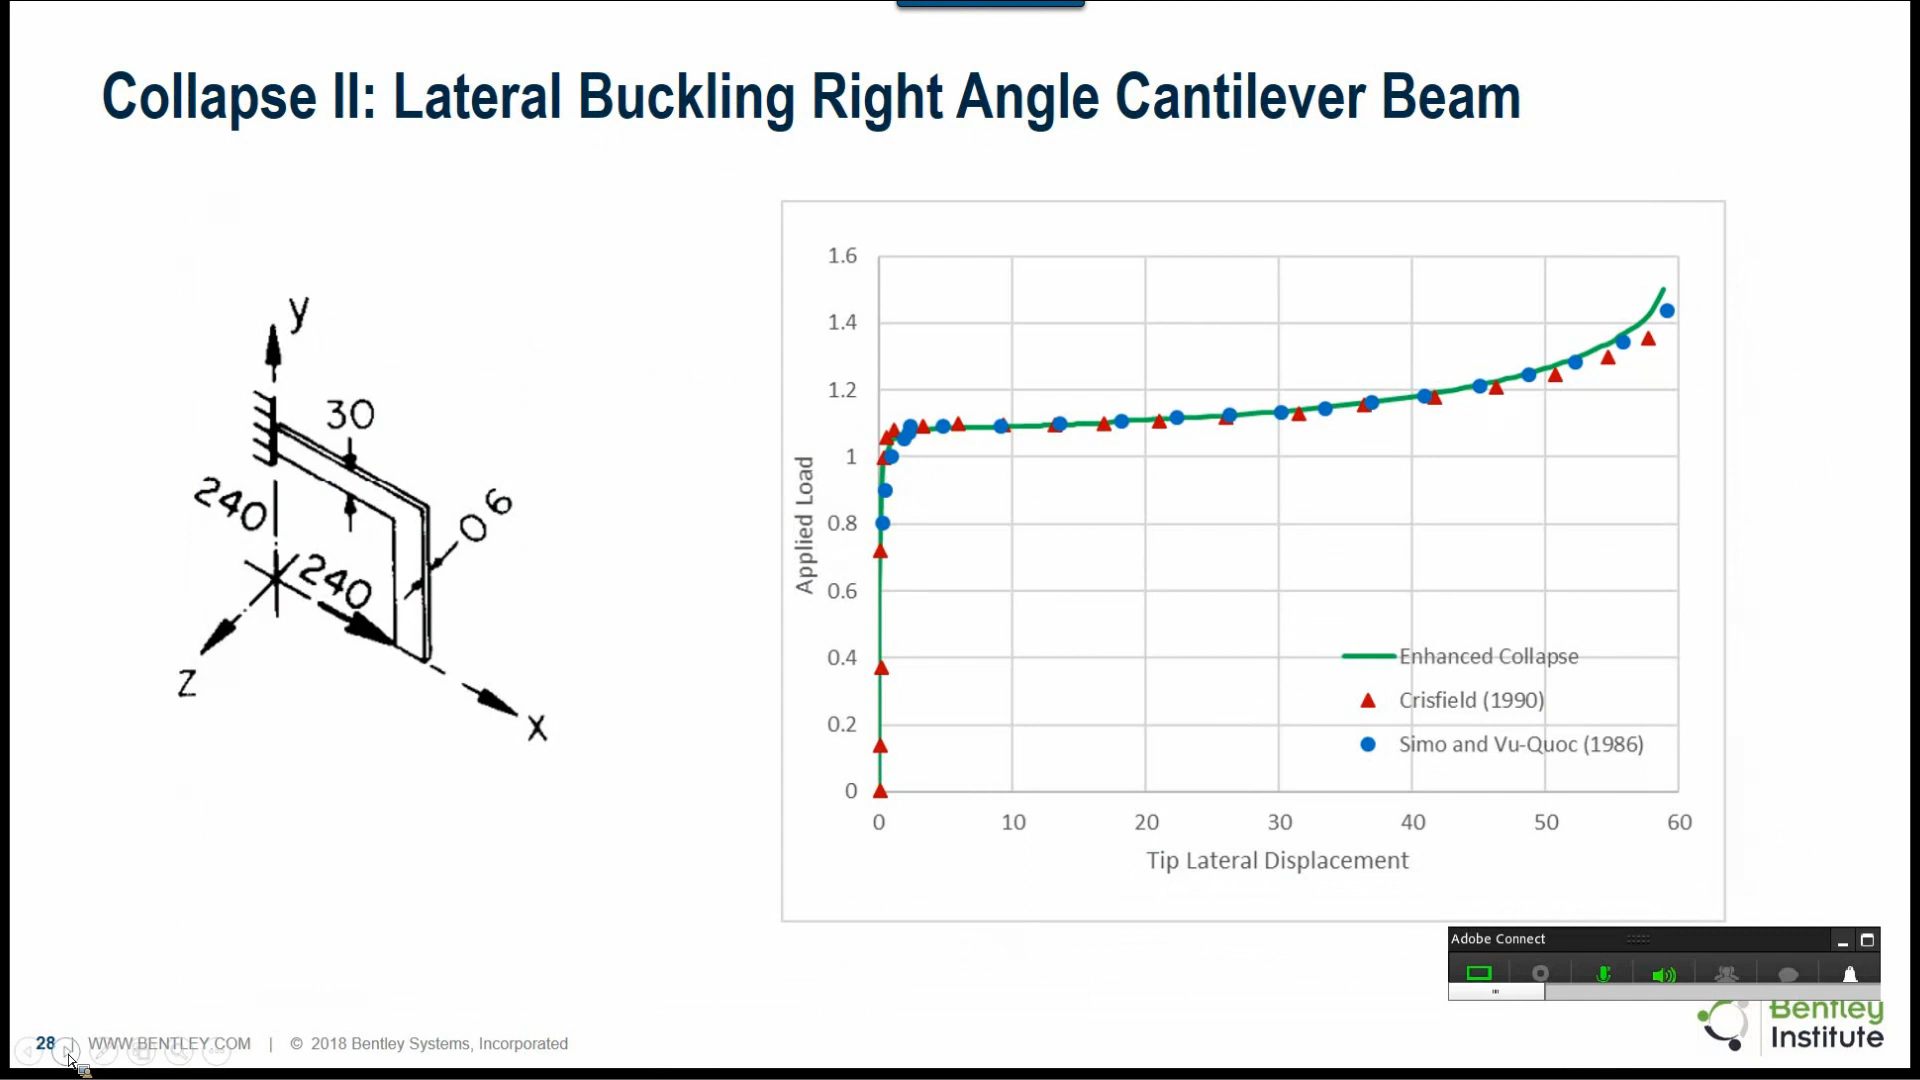 Collapse II: Lateral Buckling Right Angle Cantilever Beam
y
30
240
0.6
240
z
x
1.6
1.4
1.2
1
0.8
0.6
0.4
0.2
0
Applied Load
0 10 20 30 40 50 60
Tip Lateral Displacement
Enhanced Collapse
Crisfield (1990)
Simo and Vu-Quoc (1986)
Adobe Connect
Bentley
Institute
28 | WWW.BENTLEY.COM | © 2018 Bentley Systems, Incorporated